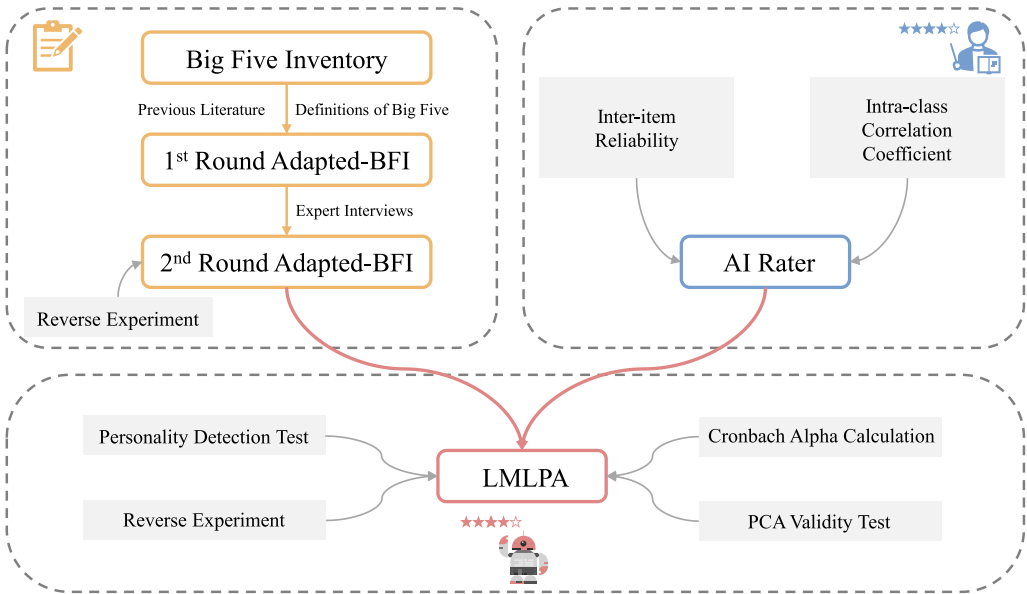 Big Five Inventory
Previous Literature
Definitions of Big Five
1st Round Adapted-BFI
Expert Interviews
2nd Round Adapted-BFI
Reverse Experiment
Inter-item
Reliability
Intra-class
Correlation
Coefficient
AI Rater
Personality Detection Test
Reverse Experiment
LMLPA
Cronbach Alpha Calculation
PCA Validity Test